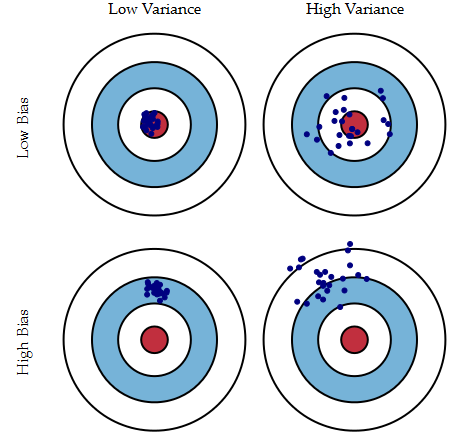 Low Variance
High Variance
Low Bias
High Bias